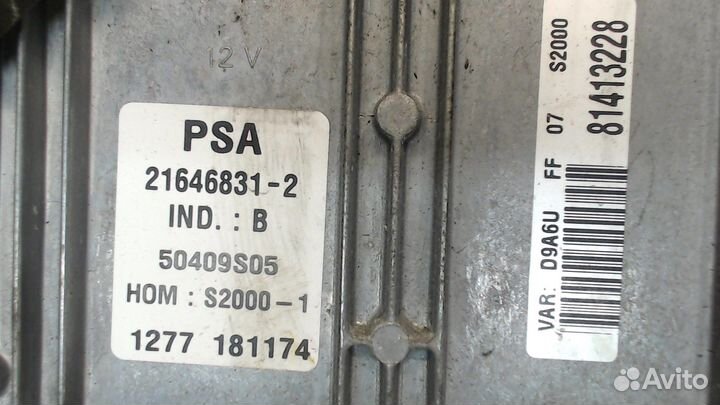 12 V
PSA
21646831-2
IND. : B
50409S05
HOM : S2000-1
1277 181174
S2000
81413228
VAR: D9A6U FF 07
Avito